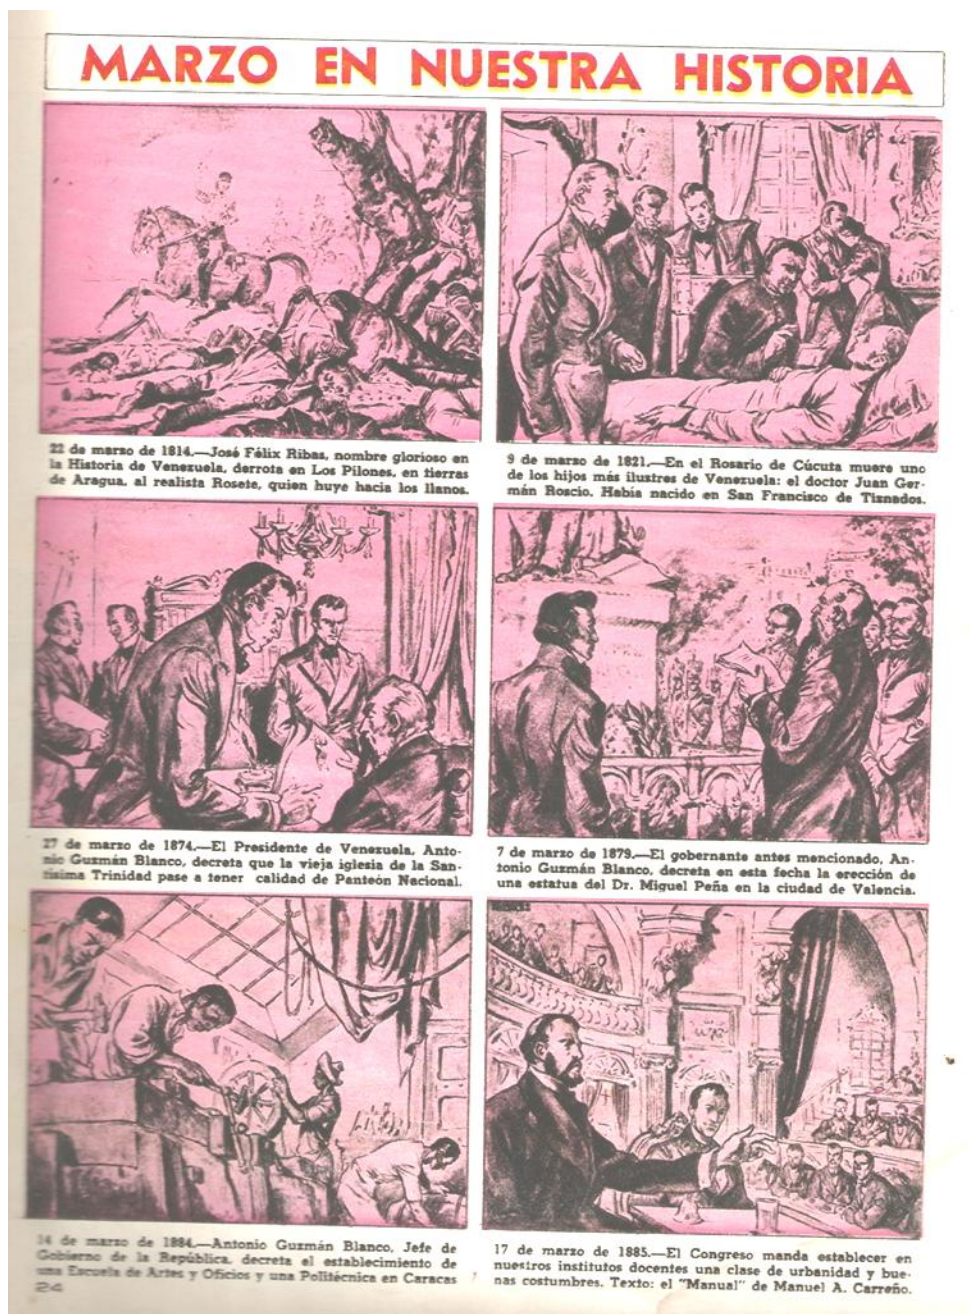 MARZO EN NUESTRA HISTORIA
22 de marzo de 1814.—José Félix Ribas, nombre glorioso en
la Historia de Venezuela, derrota en Los Pilones, en tierras
de Aragua, al realista Rosete, quien huye hacia los llanos.
9 de marzo de 1821.—En el Rosario de Cúcuta muere uno
de los hijos más ilustres de Venezuela: el doctor Juan Ger-
mán Roscio. Había nacido en San Francisco de Tiznados.
27 de marzo de 1874.—El Presidente de Venezuela, Anto-
nio Guzmán Blanco, decreta que la vieja iglesia de la San-
tísima Trinidad pase a tener calidad de Panteón Nacional.
7 de marzo de 1879.—El gobernante antes mencionado, An-
tonio Guzmán Blanco, decreta en esta fecha la erección de
una estatua del Dr. Miguel Peña en la ciudad de Valencia.
14 de marzo de 1884.—Antonio Guzmán Blanco, Jefe de
Gobierno de la República, decreta el establecimiento de
una Escuela de Artes y Oficios y una Politécnica en Caracas
17 de marzo de 1885.—El Congreso manda establecer en
nuestros institutos docentes una clase de urbanidad y bue-
nas costumbres. Texto: el "Manual" de Manuel A. Carreño.
24